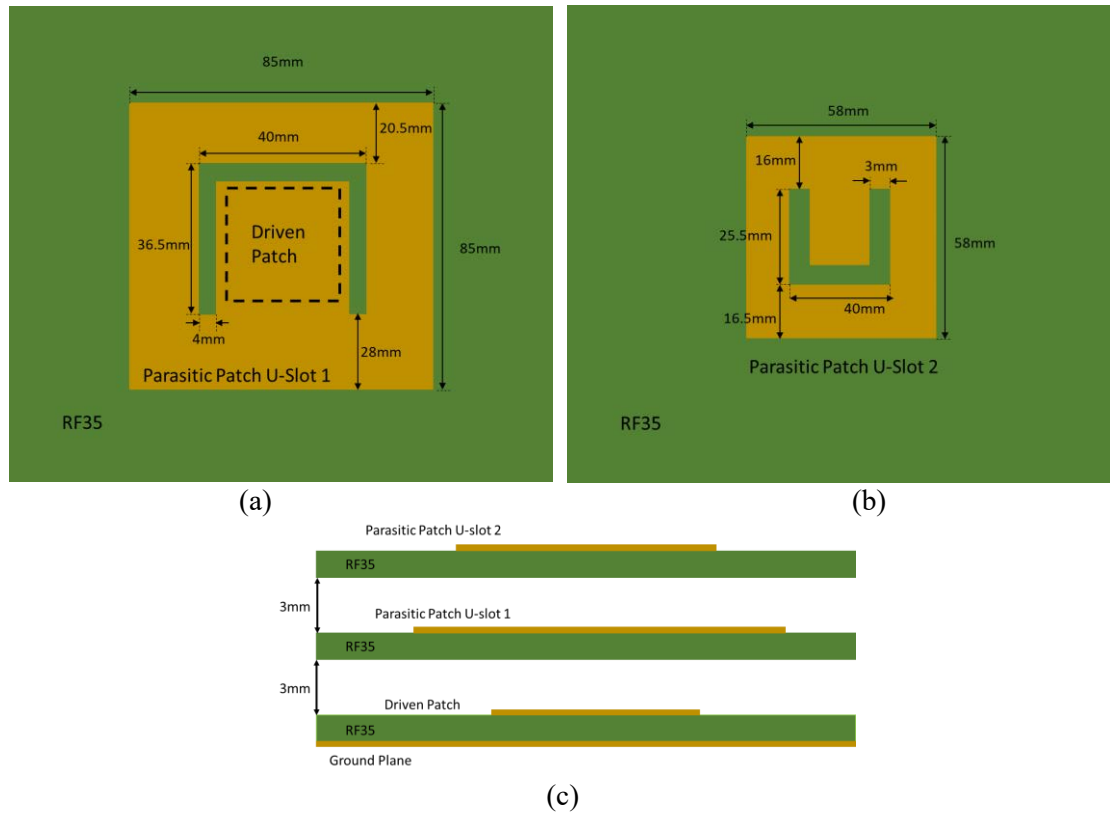 85mm
20.5mm
40mm
Driven
Patch
36.5mm
85mm
4mm
28mm
Parasitic Patch U-Slot 1
RF35
(a)
58mm
16mm
3mm
25.5mm
58mm
40mm
16.5mm
Parasitic Patch U-Slot 2
RF35
(b)
Parasitic Patch U-slot 2
RF35
3mm
Parasitic Patch U-slot 1
RF35
3mm
Driven Patch
RF35
Ground Plane
(c)